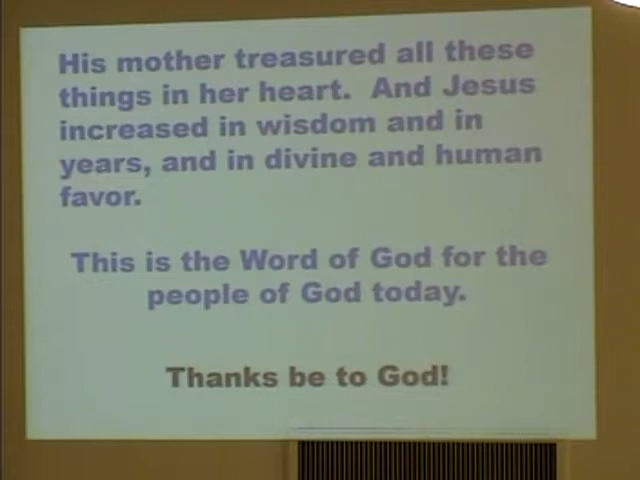 His mother treasured all these
things in her heart.  And Jesus
increased in wisdom and in
years, and in divine and human
favor.
This is the Word of God for the
people of God today.
Thanks be to God!